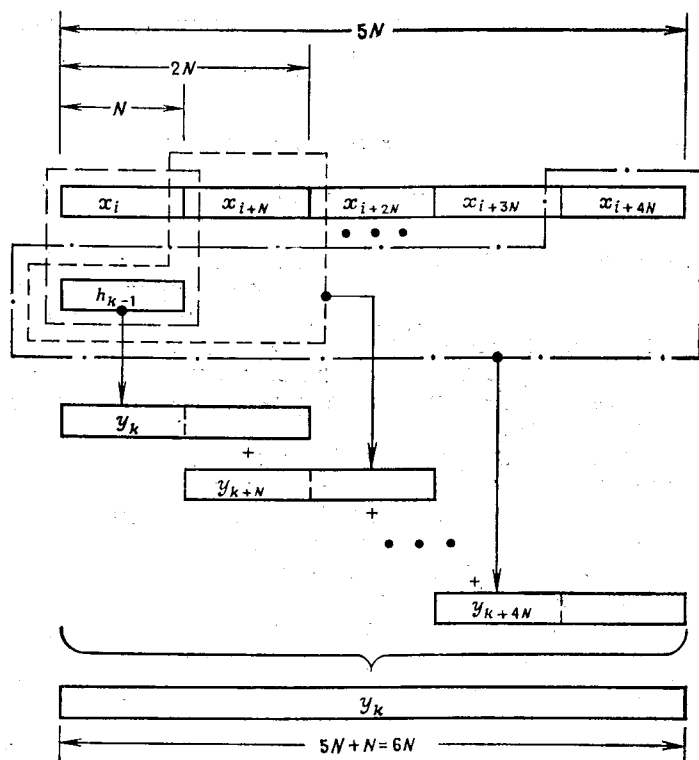 5N
2N
N
x_i x_{i+N} x_{i+2N} x_{i+3N} x_{i+4N}
• • •
h_{k-1}
y_k
+
y_{k+N}
+
• • •
+
y_{k+4N}
y_k
5N+N=6N